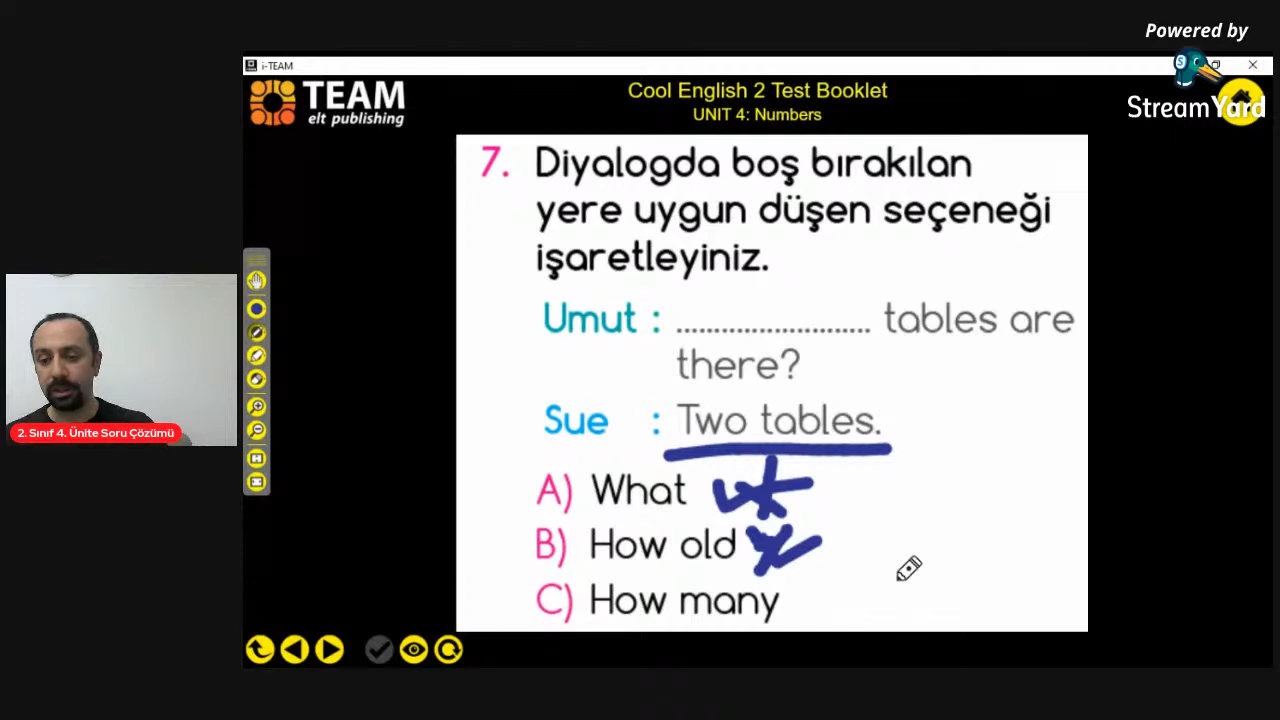 Powered by
StreamYard
i-TEAM
TEAM
elt publishing
Cool English 2 Test Booklet
UNIT 4: Numbers
7. Diyalogda boş bırakılan
yere uygun düşen seçeneği
işaretleyiniz.
Umut : .......................... tables are
there?
Sue : Two tables.
A) What
B) How old
C) How many
2. Sınıf 4. Ünite Soru Çözümü